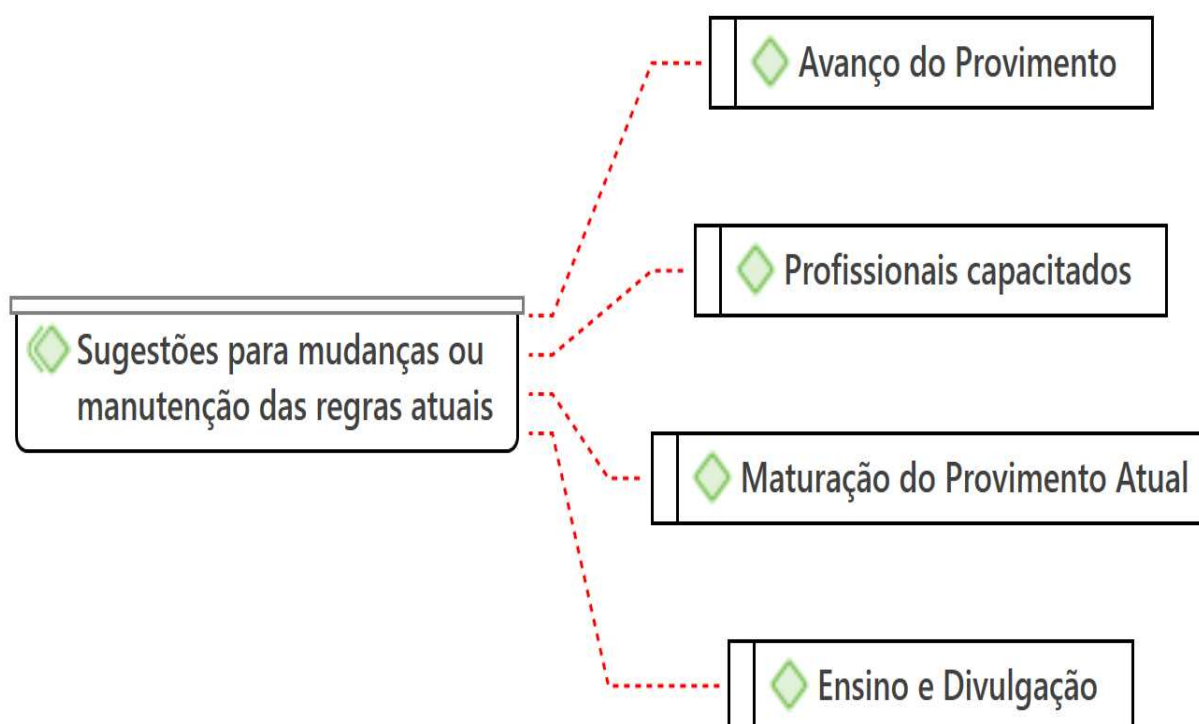 Avanço do Provimento
Profissionais capacitados
Sugestões para mudanças ou
manutenção das regras atuais
Maturação do Provimento Atual
Ensino e Divulgação